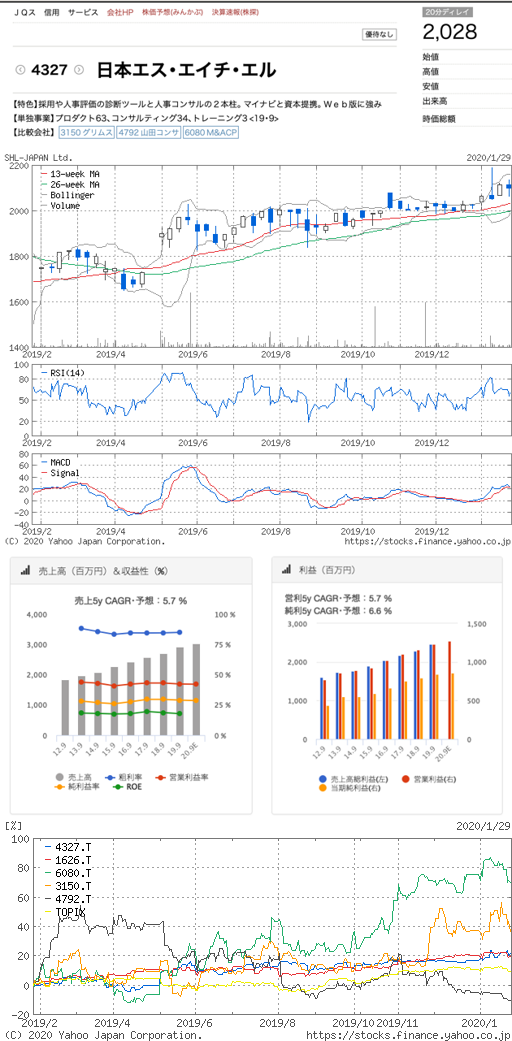 JQス 信用 サービス 会社HP 株価予想(みんかぶ) 決算速報(株探)
20分ディレイ
2,028
優待なし
4327
日本エス・エイチ・エル
始値
高値
安値
出来高
時価総額
【特色】採用や人事評価の診断ツールと人事コンサルの2本柱。マイナビと資本提携。Web版に強み
【単独事業】プロダクト63、コンサルティング34、トレーニング3 <19・9>
【比較会社】 3150 グリムス 4792 山田コンサ 6080 M&ACP
SHL-JAPAN Ltd. 2020/1/29
2200
2000
1800
1600
1400
13-week MA
26-week MA
Bollinger
Volume
2019/2 2019/4 2019/6 2019/8 2019/10 2019/12
100
80
60
40
20
0
RSI(14)
2019/2 2019/4 2019/6 2019/8 2019/10 2019/12
80
60
40
20
0
-20
-40
MACD
Signal
2019/2 2019/4 2019/6 2019/8 2019/10 2019/12
(C) 2020 Yahoo Japan Corporation. https://stocks.finance.yahoo.co.jp
売上高（百万円）＆収益性（%）
売上5y CAGR・予想：5.7 %
4,000
3,000
2,000
1,000
0
100 %
75 %
50 %
25 %
0 %
12.9 13.9 14.9 15.9 16.9 17.9 18.9 19.9 20.9E
売上高 粗利率 営業利益率
純利益率 ROE
利益（百万円）
営利5y CAGR・予想：5.7 %
純利5y CAGR・予想：6.6 %
3,000
2,000
1,000
0
1,500
1,000
500
0
12.9 13.9 14.9 15.9 16.9 17.9 18.9 19.9 20.9E
売上高総利益(左) 営業利益(右)
当期純利益(右)
[%] 2020/1/29
100
80
60
40
20
0
-20
4327.T
1626.T
6080.T
3150.T
4792.T
TOPIX
2019/2 2019/4 2019/6 2019/8 2019/10 2019/11 2020/1
(C) 2020 Yahoo Japan Corporation. https://stocks.finance.yahoo.co.jp